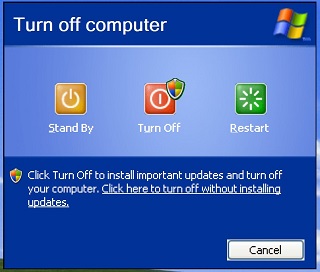 Turn off computer
Stand By
Turn Off
Restart
Click Turn Off to install important updates and turn off
your computer. Click here to turn off without installing
updates.
Cancel